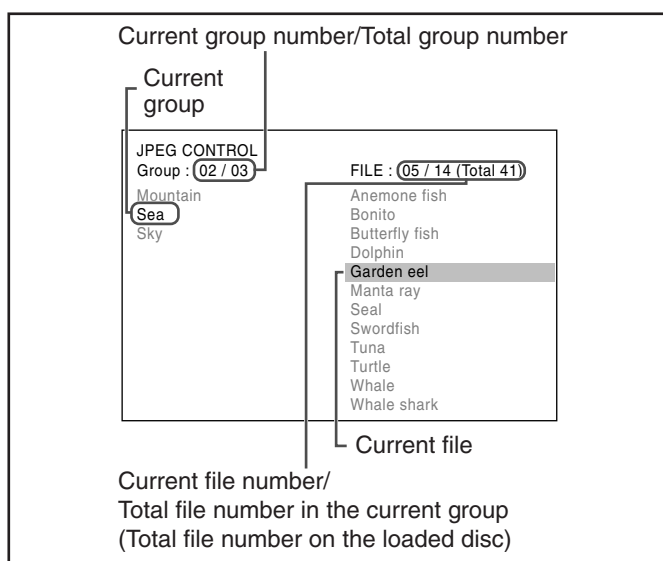 Current group number/Total group number
Current
group
JPEG CONTROL
Group : 02 / 03
FILE : 05 / 14 (Total 41)
Mountain
Sea
Sky
Anemone fish
Bonito
Butterfly fish
Dolphin
Garden eel
Manta ray
Seal
Swordfish
Tuna
Turtle
Whale
Whale shark
Current file
Current file number/
Total file number in the current group
(Total file number on the loaded disc)